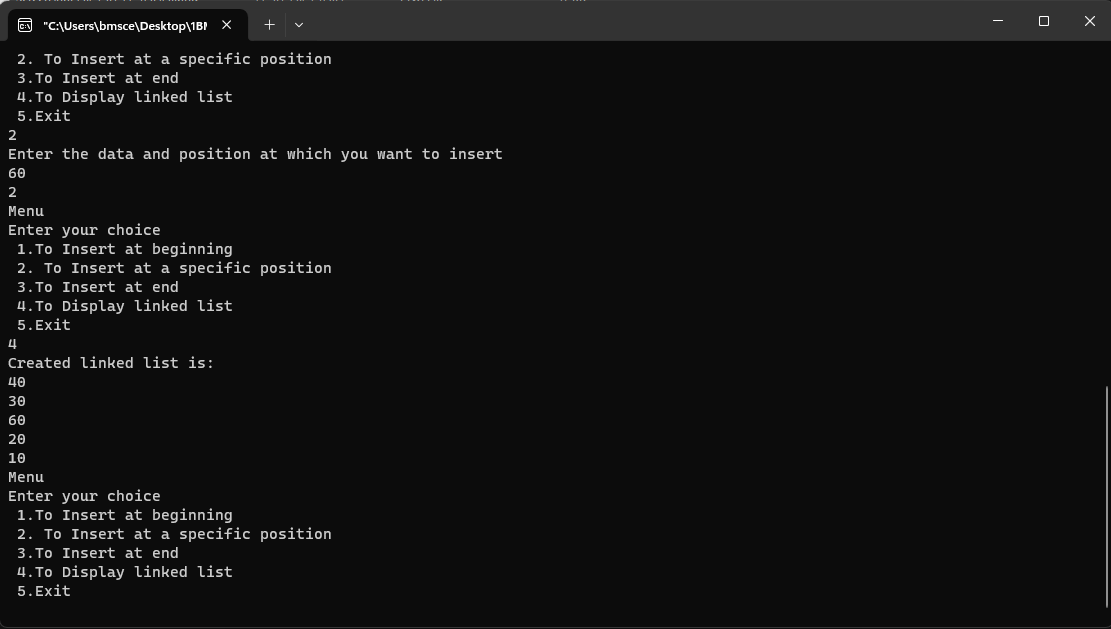 "C:\Users\bmsce\Desktop\1BM
2. To Insert at a specific position
3.To Insert at end
4.To Display linked list
5.Exit
2
Enter the data and position at which you want to insert
60
2
Menu
Enter your choice
1.To Insert at beginning
2. To Insert at a specific position
3.To Insert at end
4.To Display linked list
5.Exit
4
Created linked list is:
40
30
60
20
10
Menu
Enter your choice
1.To Insert at beginning
2. To Insert at a specific position
3.To Insert at end
4.To Display linked list
5.Exit